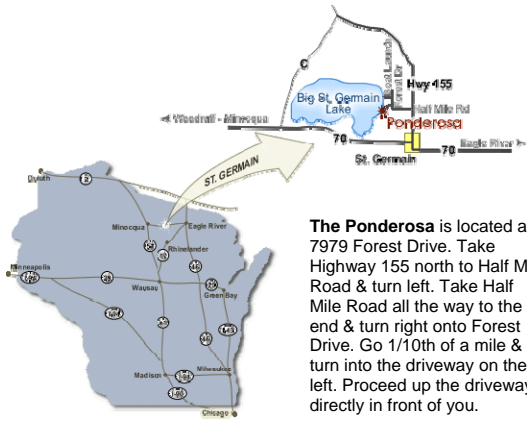 C
Boat Launch
Forest Dr
Hwy 155
Big St. Germain
Lake
Half Mile Rd
Ponderosa
Woodruff - Minocqua
70
St. Germain
70
Eagle River
ST. GERMAIN
Duluth
2
Minocqua
Eagle River
Rhinelander
Minneapolis
Wausau
Green Bay
Madison
Milwaukee
Chicago
The Ponderosa is located a
7979 Forest Drive. Take
Highway 155 north to Half M
Road & turn left. Take Half
Mile Road all the way to the
end & turn right onto Forest
Drive. Go 1/10th of a mile &
turn into the driveway on the
left. Proceed up the driveway
directly in front of you.